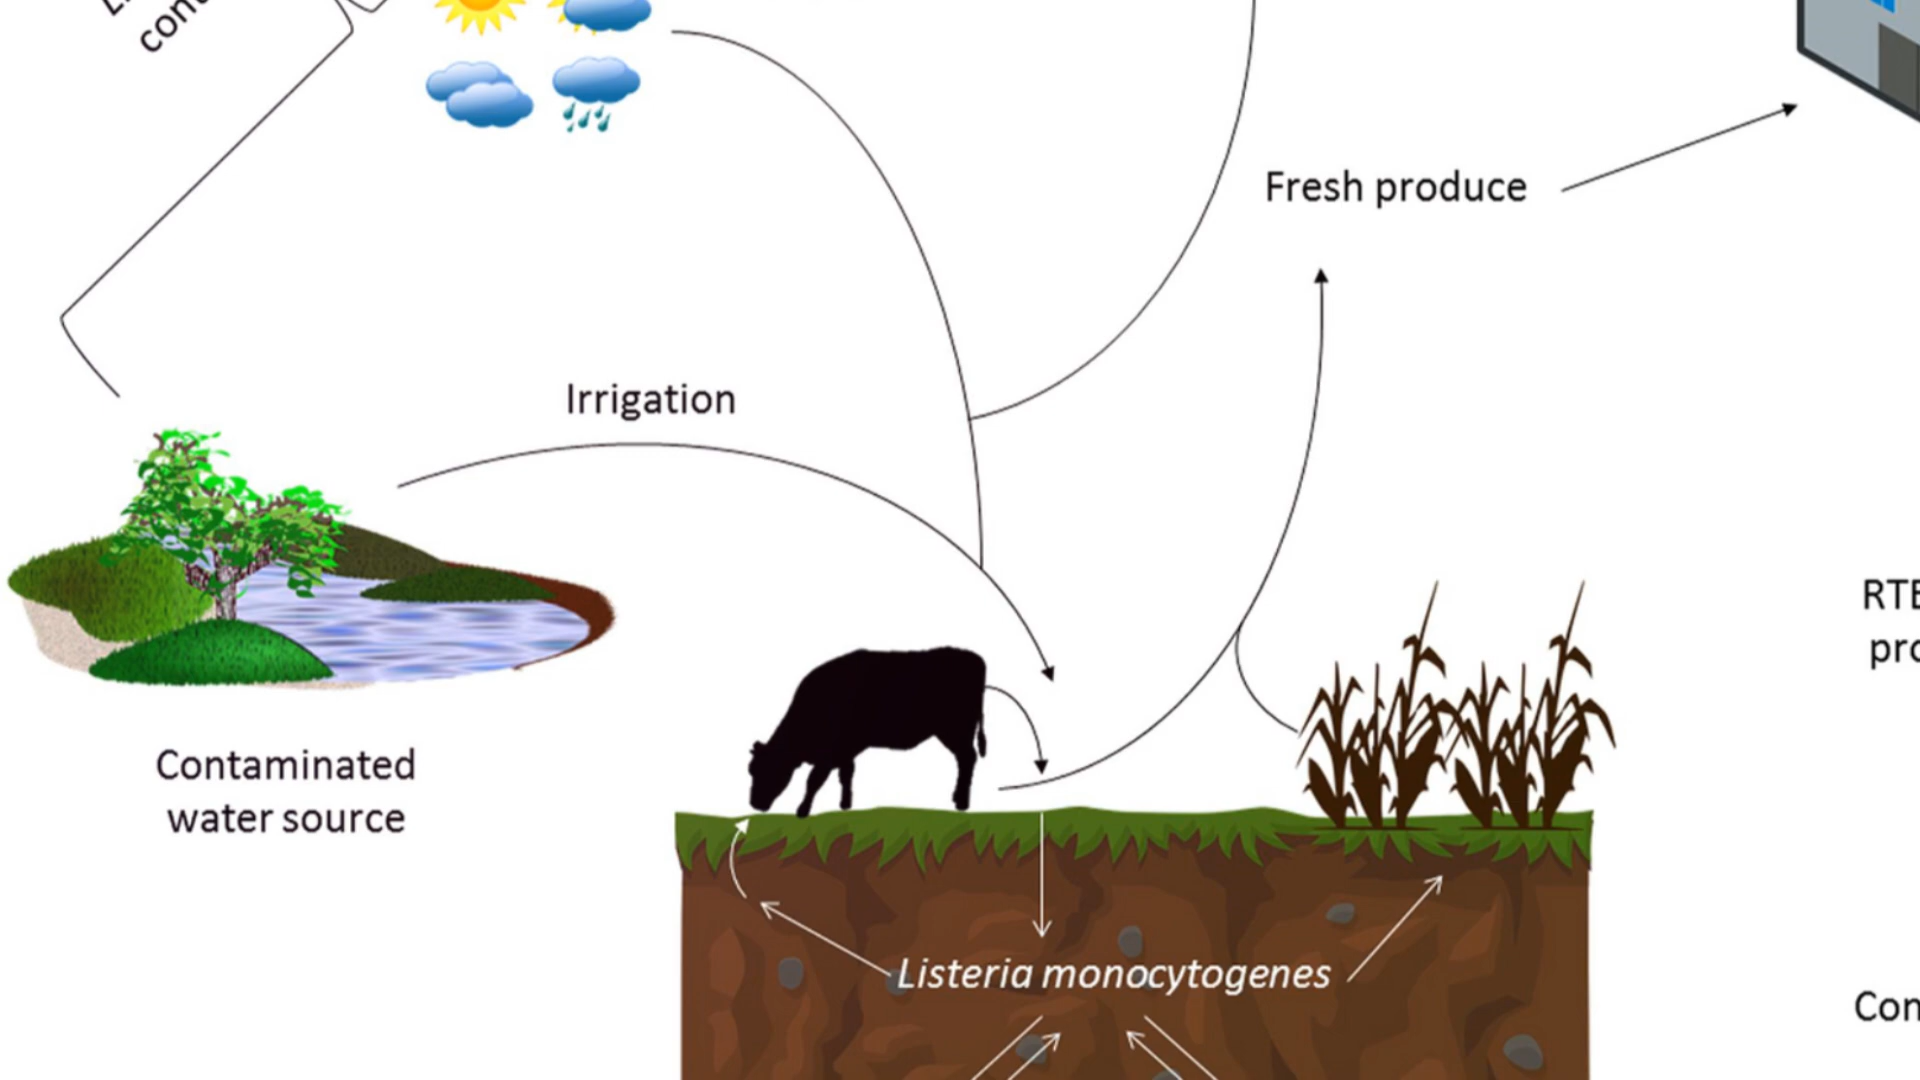 Fresh produce
Irrigation
Contaminated
water source
Listeria monocytogenes